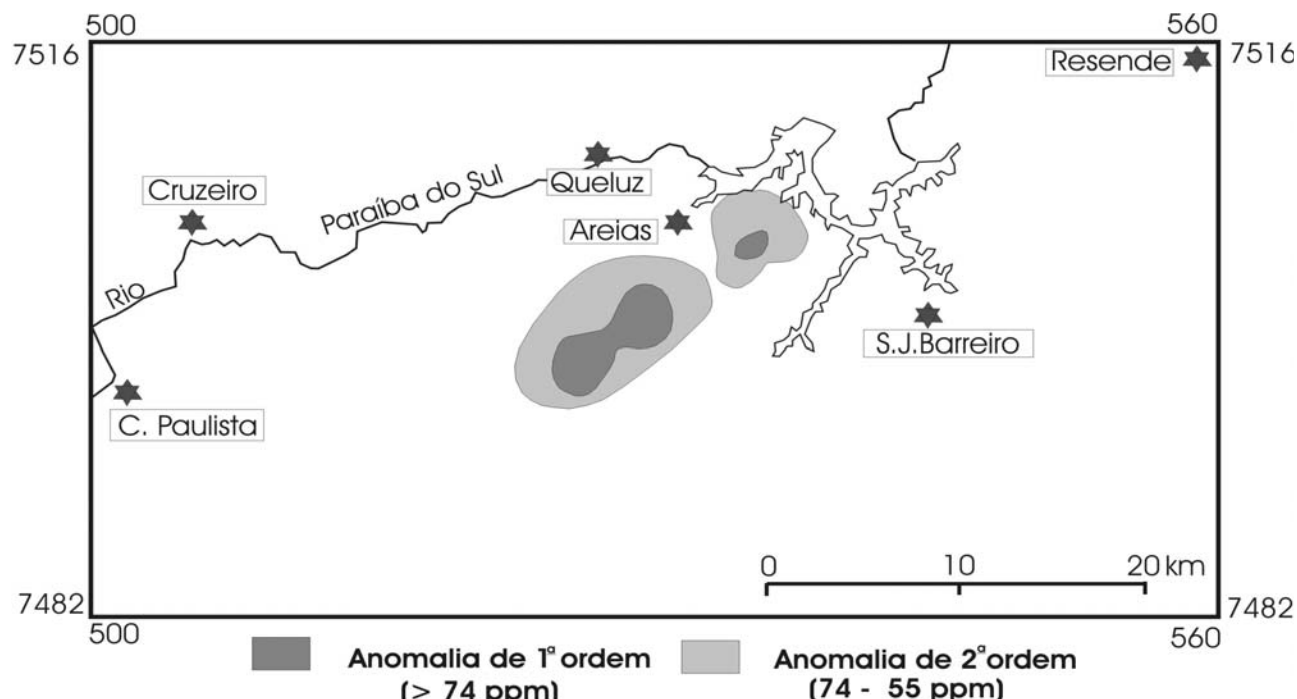 500
560
7516
7516
Resende
Queluz
Cruzeiro
Paraíba do Sul
Areias
Rio
S.J.Barreiro
C. Paulista
0 10 20 km
7482
7482
500
560
Anomalia de 1ª ordem
(> 74 ppm)
Anomalia de 2ª ordem
(74 - 55 ppm)